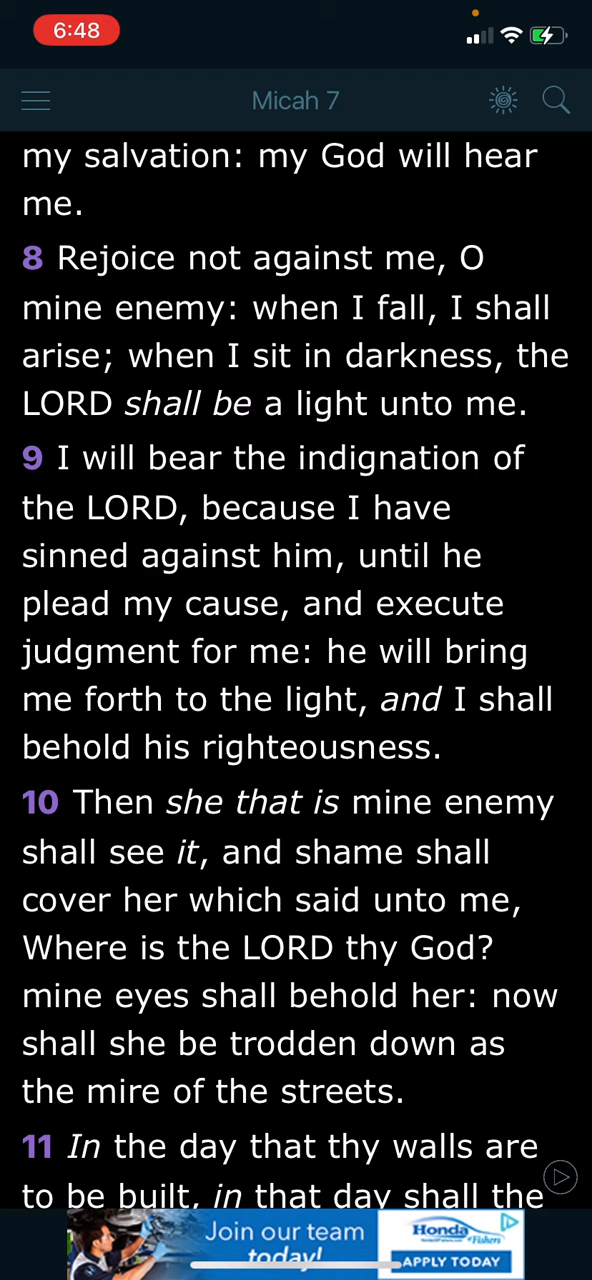 6:48
Micah 7
my salvation: my God will hear
me.
8 Rejoice not against me, O
mine enemy: when I fall, I shall
arise; when I sit in darkness, the
LORD shall be a light unto me.
9 I will bear the indignation of
the LORD, because I have
sinned against him, until he
plead my cause, and execute
judgment for me: he will bring
me forth to the light, and I shall
behold his righteousness.
10 Then she that is mine enemy
shall see it, and shame shall
cover her which said unto me,
Where is the LORD thy God?
mine eyes shall behold her: now
shall she be trodden down as
the mire of the streets.
11 In the day that thy walls are
to be built, in that day shall the
Join our team
today!
Honda
of Fishers
APPLY TODAY